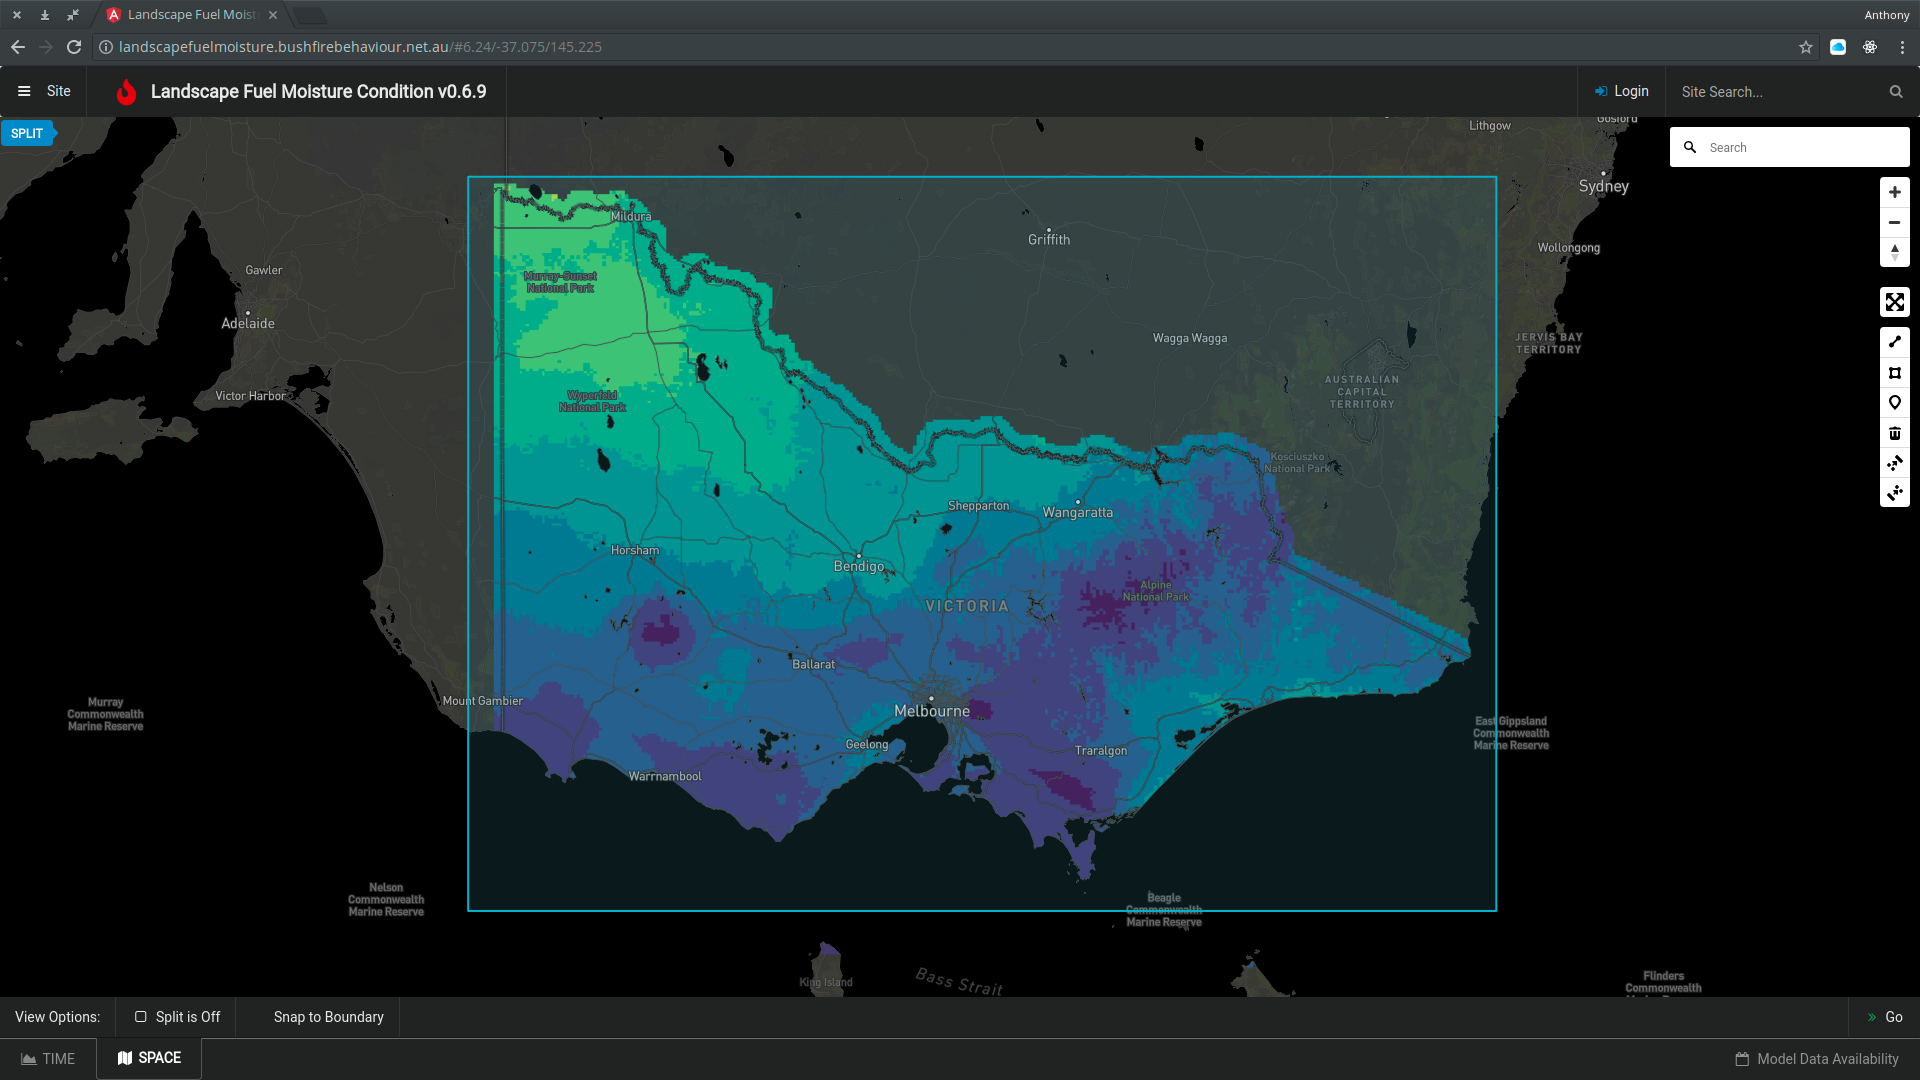 Landscape Fuel Moist
Anthony
landscapefuelmoisture.bushfirebehaviour.net.au/#6.24/-37.075/145.225
Site
Landscape Fuel Moisture Condition v0.6.9
Login
Site Search...
SPLIT
Search
Lithgow
Gosford
Sydney
Mildura
Griffith
Wollongong
Gawler
Murray-Sunset
National Park
Adelaide
Wagga Wagga
JERVIS BAY
TERRITORY
AUSTRALIAN
CAPITAL
TERRITORY
Victor Harbor
Wyperfeld
National Park
Kosciuszko
National Park
Shepparton
Wangaratta
Horsham
Bendigo
Alpine
National Park
VICTORIA
Ballarat
Mount Gambier
Murray
Commonwealth
Marine Reserve
Melbourne
East Gippsland
Commonwealth
Marine Reserve
Geelong
Traralgon
Warrnambool
Nelson
Commonwealth
Marine Reserve
Beagle
Commonwealth
Marine Reserve
King Island
Bass Strait
Flinders
Commonwealth
View Options:
Split is Off
Snap to Boundary
Go
TIME
SPACE
Model Data Availability